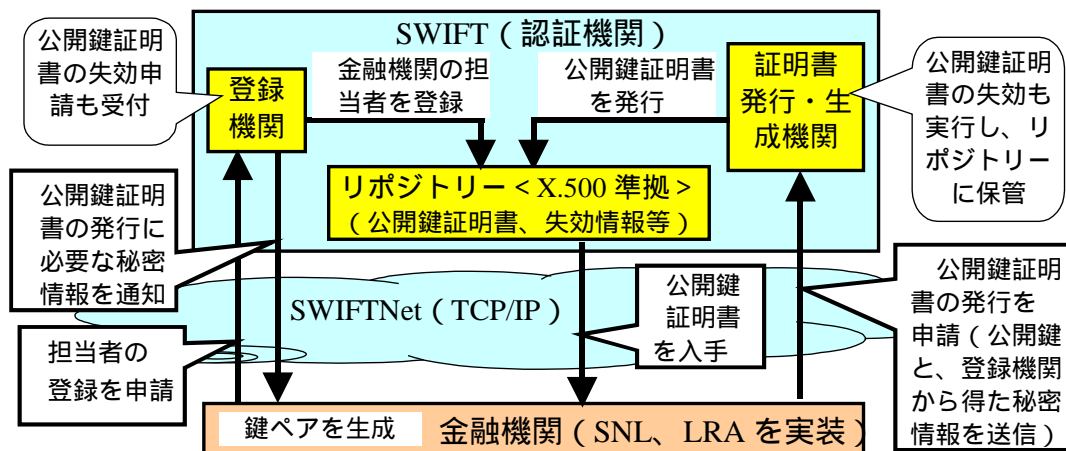 SWIFT（認証機関）
公開鍵証明
書の失効申
請も受付
登録
機関
金融機関の担
当者を登録
公開鍵証明書
を発行
証明書
発行・生
成機関
公開鍵証明
書の失効も
実行し、リ
ポジトリー
に保管
リポジトリー＜X.500 準拠＞
（公開鍵証明書、失効情報等）
公開鍵証明
書の発行に
必要な秘密
情報を通知
SWIFTNet（TCP/IP）
公開鍵
証明書
を入手
公開鍵証明
書の発行を
申請（公開鍵
と、登録機関
から得た秘密
情報を送信）
担当者の
登録を申請
鍵ペアを生成
金融機関（SNL、LRA を実装）